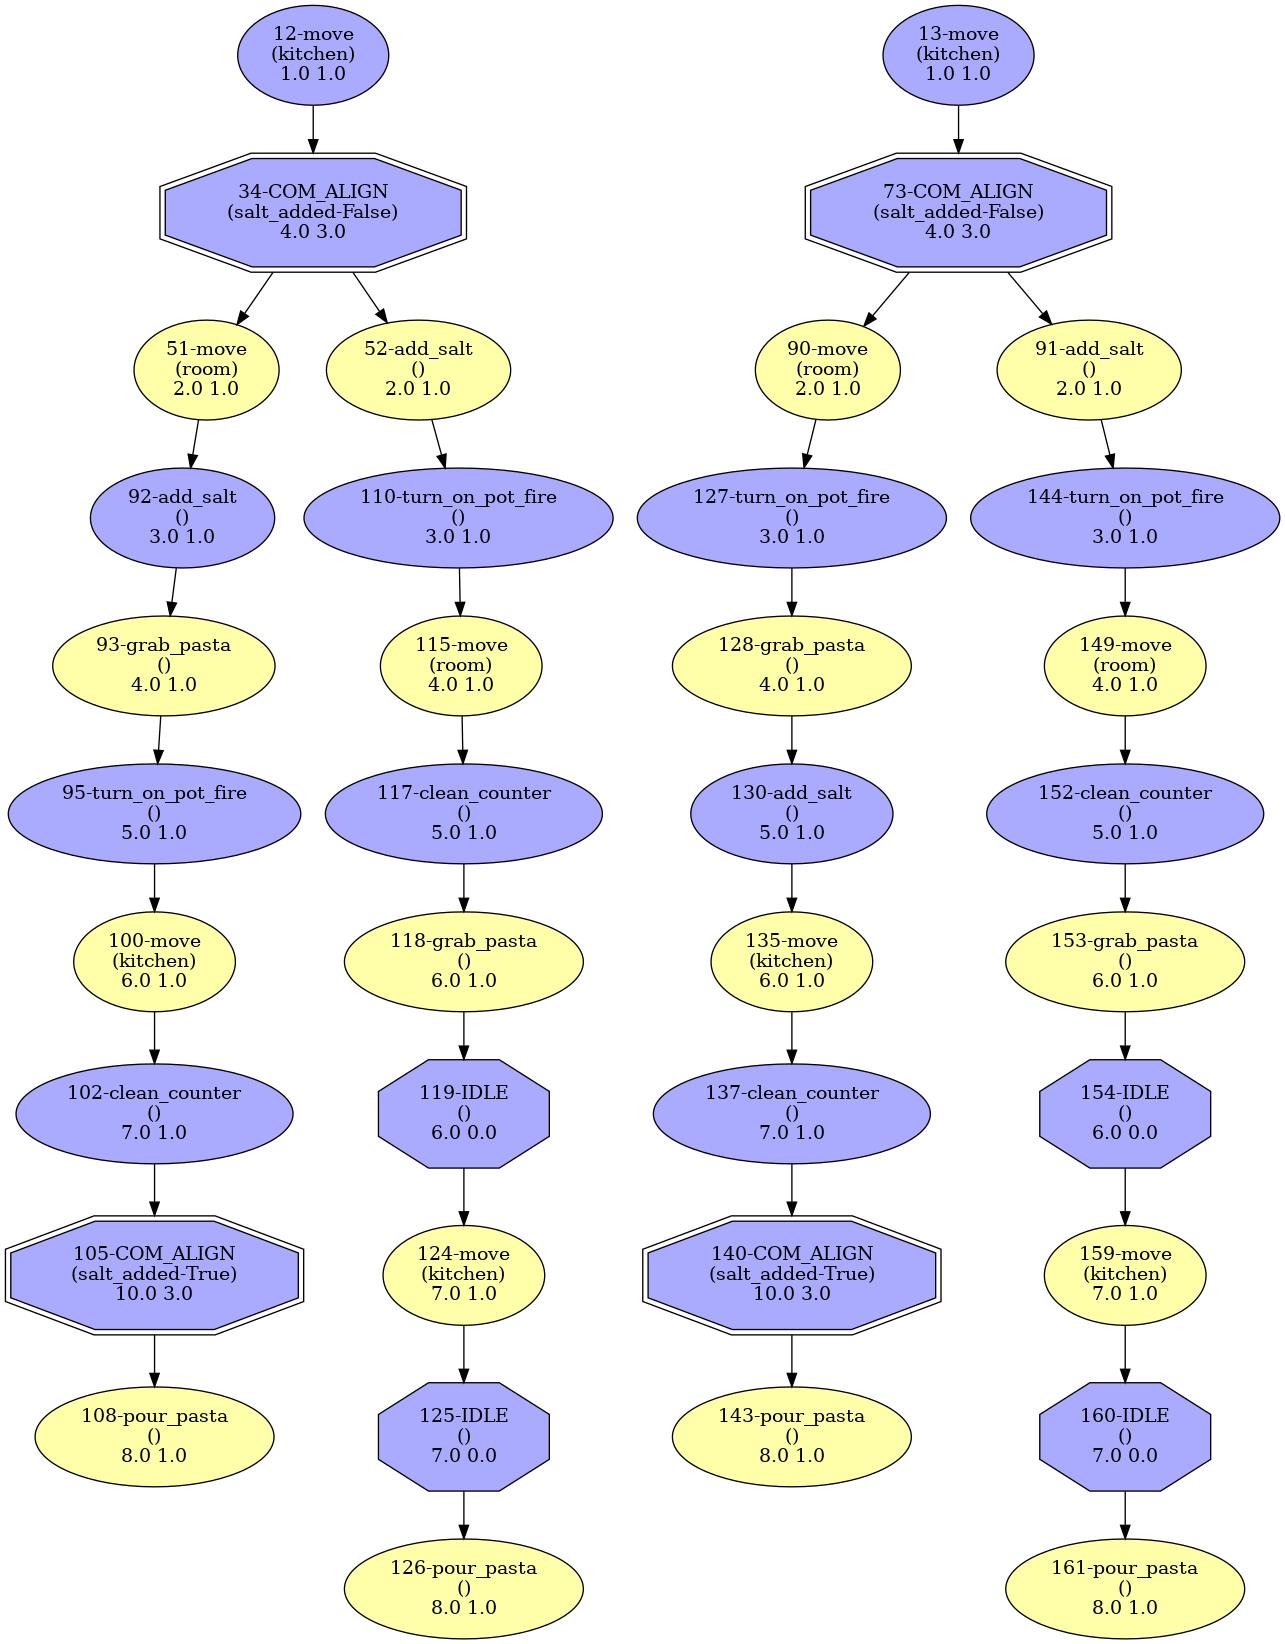 12-move
(kitchen)
1.0 1.0
13-move
(kitchen)
1.0 1.0
34-COM_ALIGN
(salt_added-False)
4.0 3.0
73-COM_ALIGN
(salt_added-False)
4.0 3.0
51-move
(room)
2.0 1.0
52-add_salt
()
2.0 1.0
90-move
(room)
2.0 1.0
91-add_salt
()
2.0 1.0
92-add_salt
()
3.0 1.0
110-turn_on_pot_fire
()
3.0 1.0
127-turn_on_pot_fire
()
3.0 1.0
144-turn_on_pot_fire
()
3.0 1.0
93-grab_pasta
()
4.0 1.0
115-move
(room)
4.0 1.0
128-grab_pasta
()
4.0 1.0
149-move
(room)
4.0 1.0
95-turn_on_pot_fire
()
5.0 1.0
117-clean_counter
()
5.0 1.0
130-add_salt
()
5.0 1.0
152-clean_counter
()
5.0 1.0
100-move
(kitchen)
6.0 1.0
118-grab_pasta
()
6.0 1.0
135-move
(kitchen)
6.0 1.0
153-grab_pasta
()
6.0 1.0
102-clean_counter
()
7.0 1.0
119-IDLE
()
6.0 0.0
137-clean_counter
()
7.0 1.0
154-IDLE
()
6.0 0.0
105-COM_ALIGN
(salt_added-True)
10.0 3.0
124-move
(kitchen)
7.0 1.0
140-COM_ALIGN
(salt_added-True)
10.0 3.0
159-move
(kitchen)
7.0 1.0
108-pour_pasta
()
8.0 1.0
125-IDLE
()
7.0 0.0
143-pour_pasta
()
8.0 1.0
160-IDLE
()
7.0 0.0
126-pour_pasta
()
8.0 1.0
161-pour_pasta
()
8.0 1.0